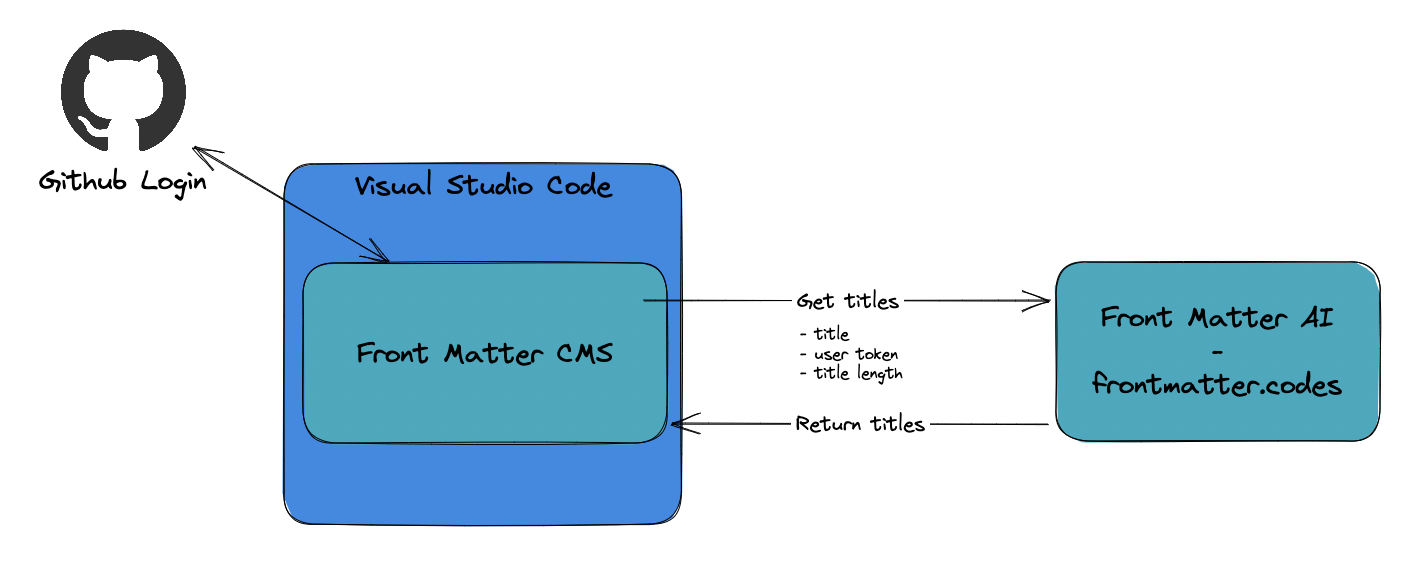 Github Login
Visual Studio Code
Front Matter CMS
Get titles
- title
- user token
- title length
Return titles
Front Matter AI
-
frontmatter.codes